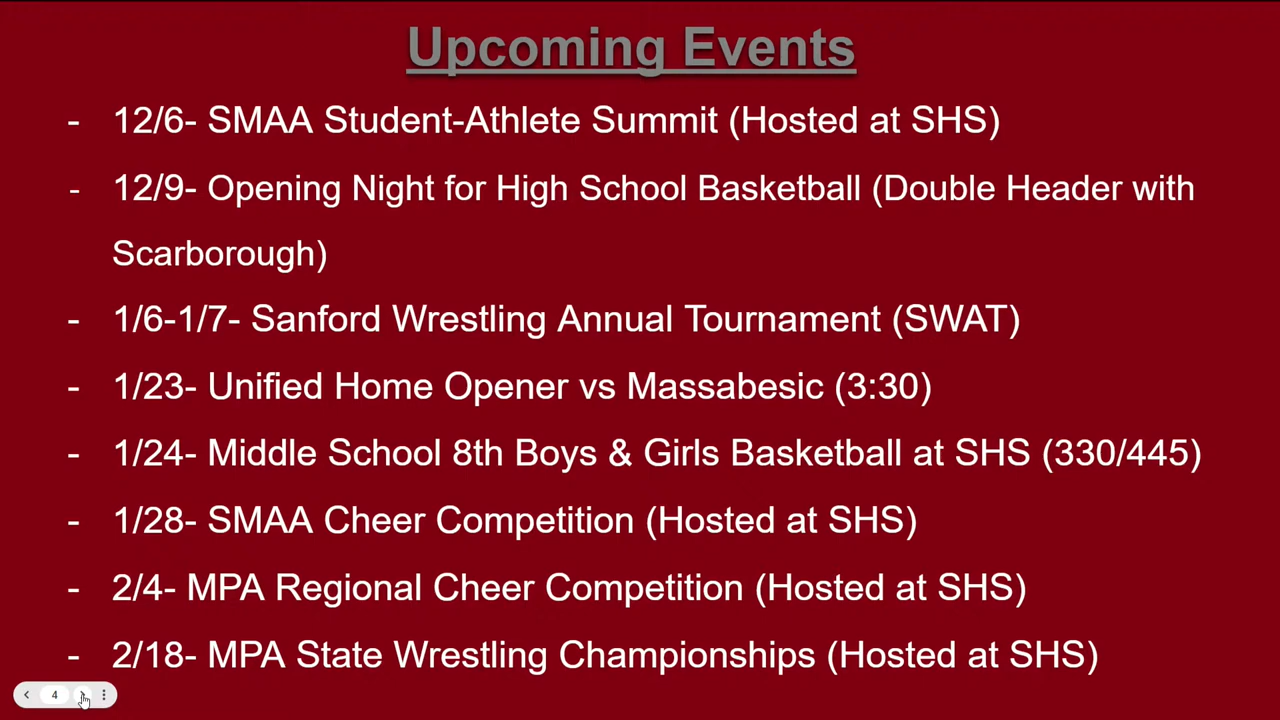 Upcoming Events
- 12/6- SMAA Student-Athlete Summit (Hosted at SHS)
- 12/9- Opening Night for High School Basketball (Double Header with
Scarborough)
- 1/6-1/7- Sanford Wrestling Annual Tournament (SWAT)
- 1/23- Unified Home Opener vs Massabesic (3:30)
- 1/24- Middle School 8th Boys & Girls Basketball at SHS (330/445)
- 1/28- SMAA Cheer Competition (Hosted at SHS)
- 2/4- MPA Regional Cheer Competition (Hosted at SHS)
- 2/18- MPA State Wrestling Championships (Hosted at SHS)
4